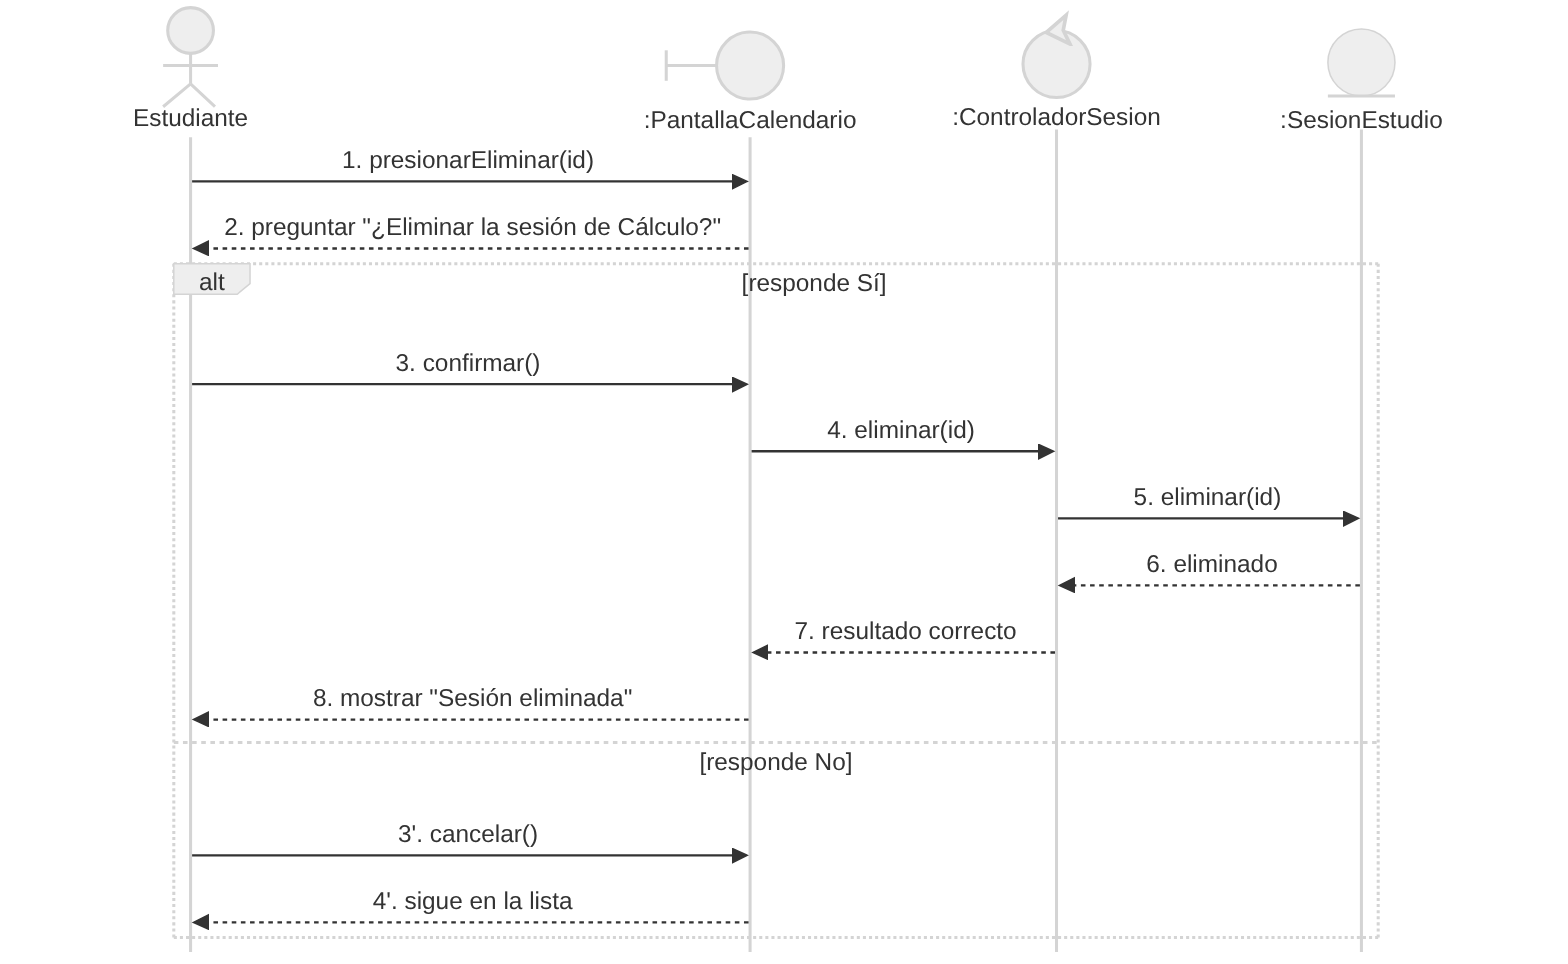 Estudiante
:PantallaCalendario
:ControladorSesion
:SesionEstudio
1. presionarEliminar(id)
2. preguntar "¿Eliminar la sesión de Cálculo?"
alt
[responde Sí]
3. confirmar()
4. eliminar(id)
5. eliminar(id)
6. eliminado
7. resultado correcto
8. mostrar "Sesión eliminada"
[responde No]
3'. cancelar()
4'. sigue en la lista